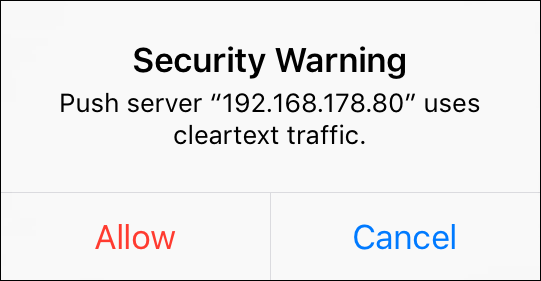 Security Warning
Push server “192.168.178.80” uses
cleartext traffic.
Allow
Cancel